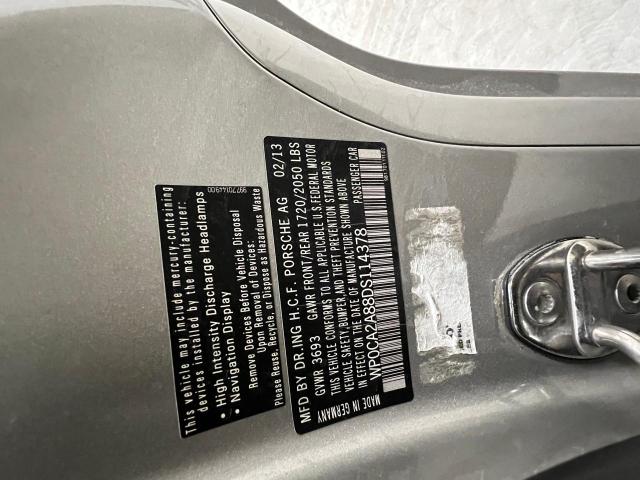 This vehicle may include mercury-containing
devices installed by the manufacturer:
• High Intensity Discharge Headlamps
• Navigation Display
Remove Devices Before Vehicle Disposal
Upon Removal of Devices:
Please Reuse, Recycle, or Dispose as Hazardous Waste
99770144900
MFD BY DR.ING H.C.F. PORSCHE AG 02/13
GVWR 3693 GAWR FRONT/REAR 1720/2050 LBS
THIS VEHICLE CONFORMS TO ALL APPLICABLE U.S.FEDERAL MOTOR
VEHICLE SAFETY,BUMPER,AND THEFT PREVENTION STANDARDS
IN EFFECT ON THE DATE OF MANUFACTURE SHOWN ABOVE
WP0CA2A88DS114378 PASSENGER CAR
MADE IN GERMANY